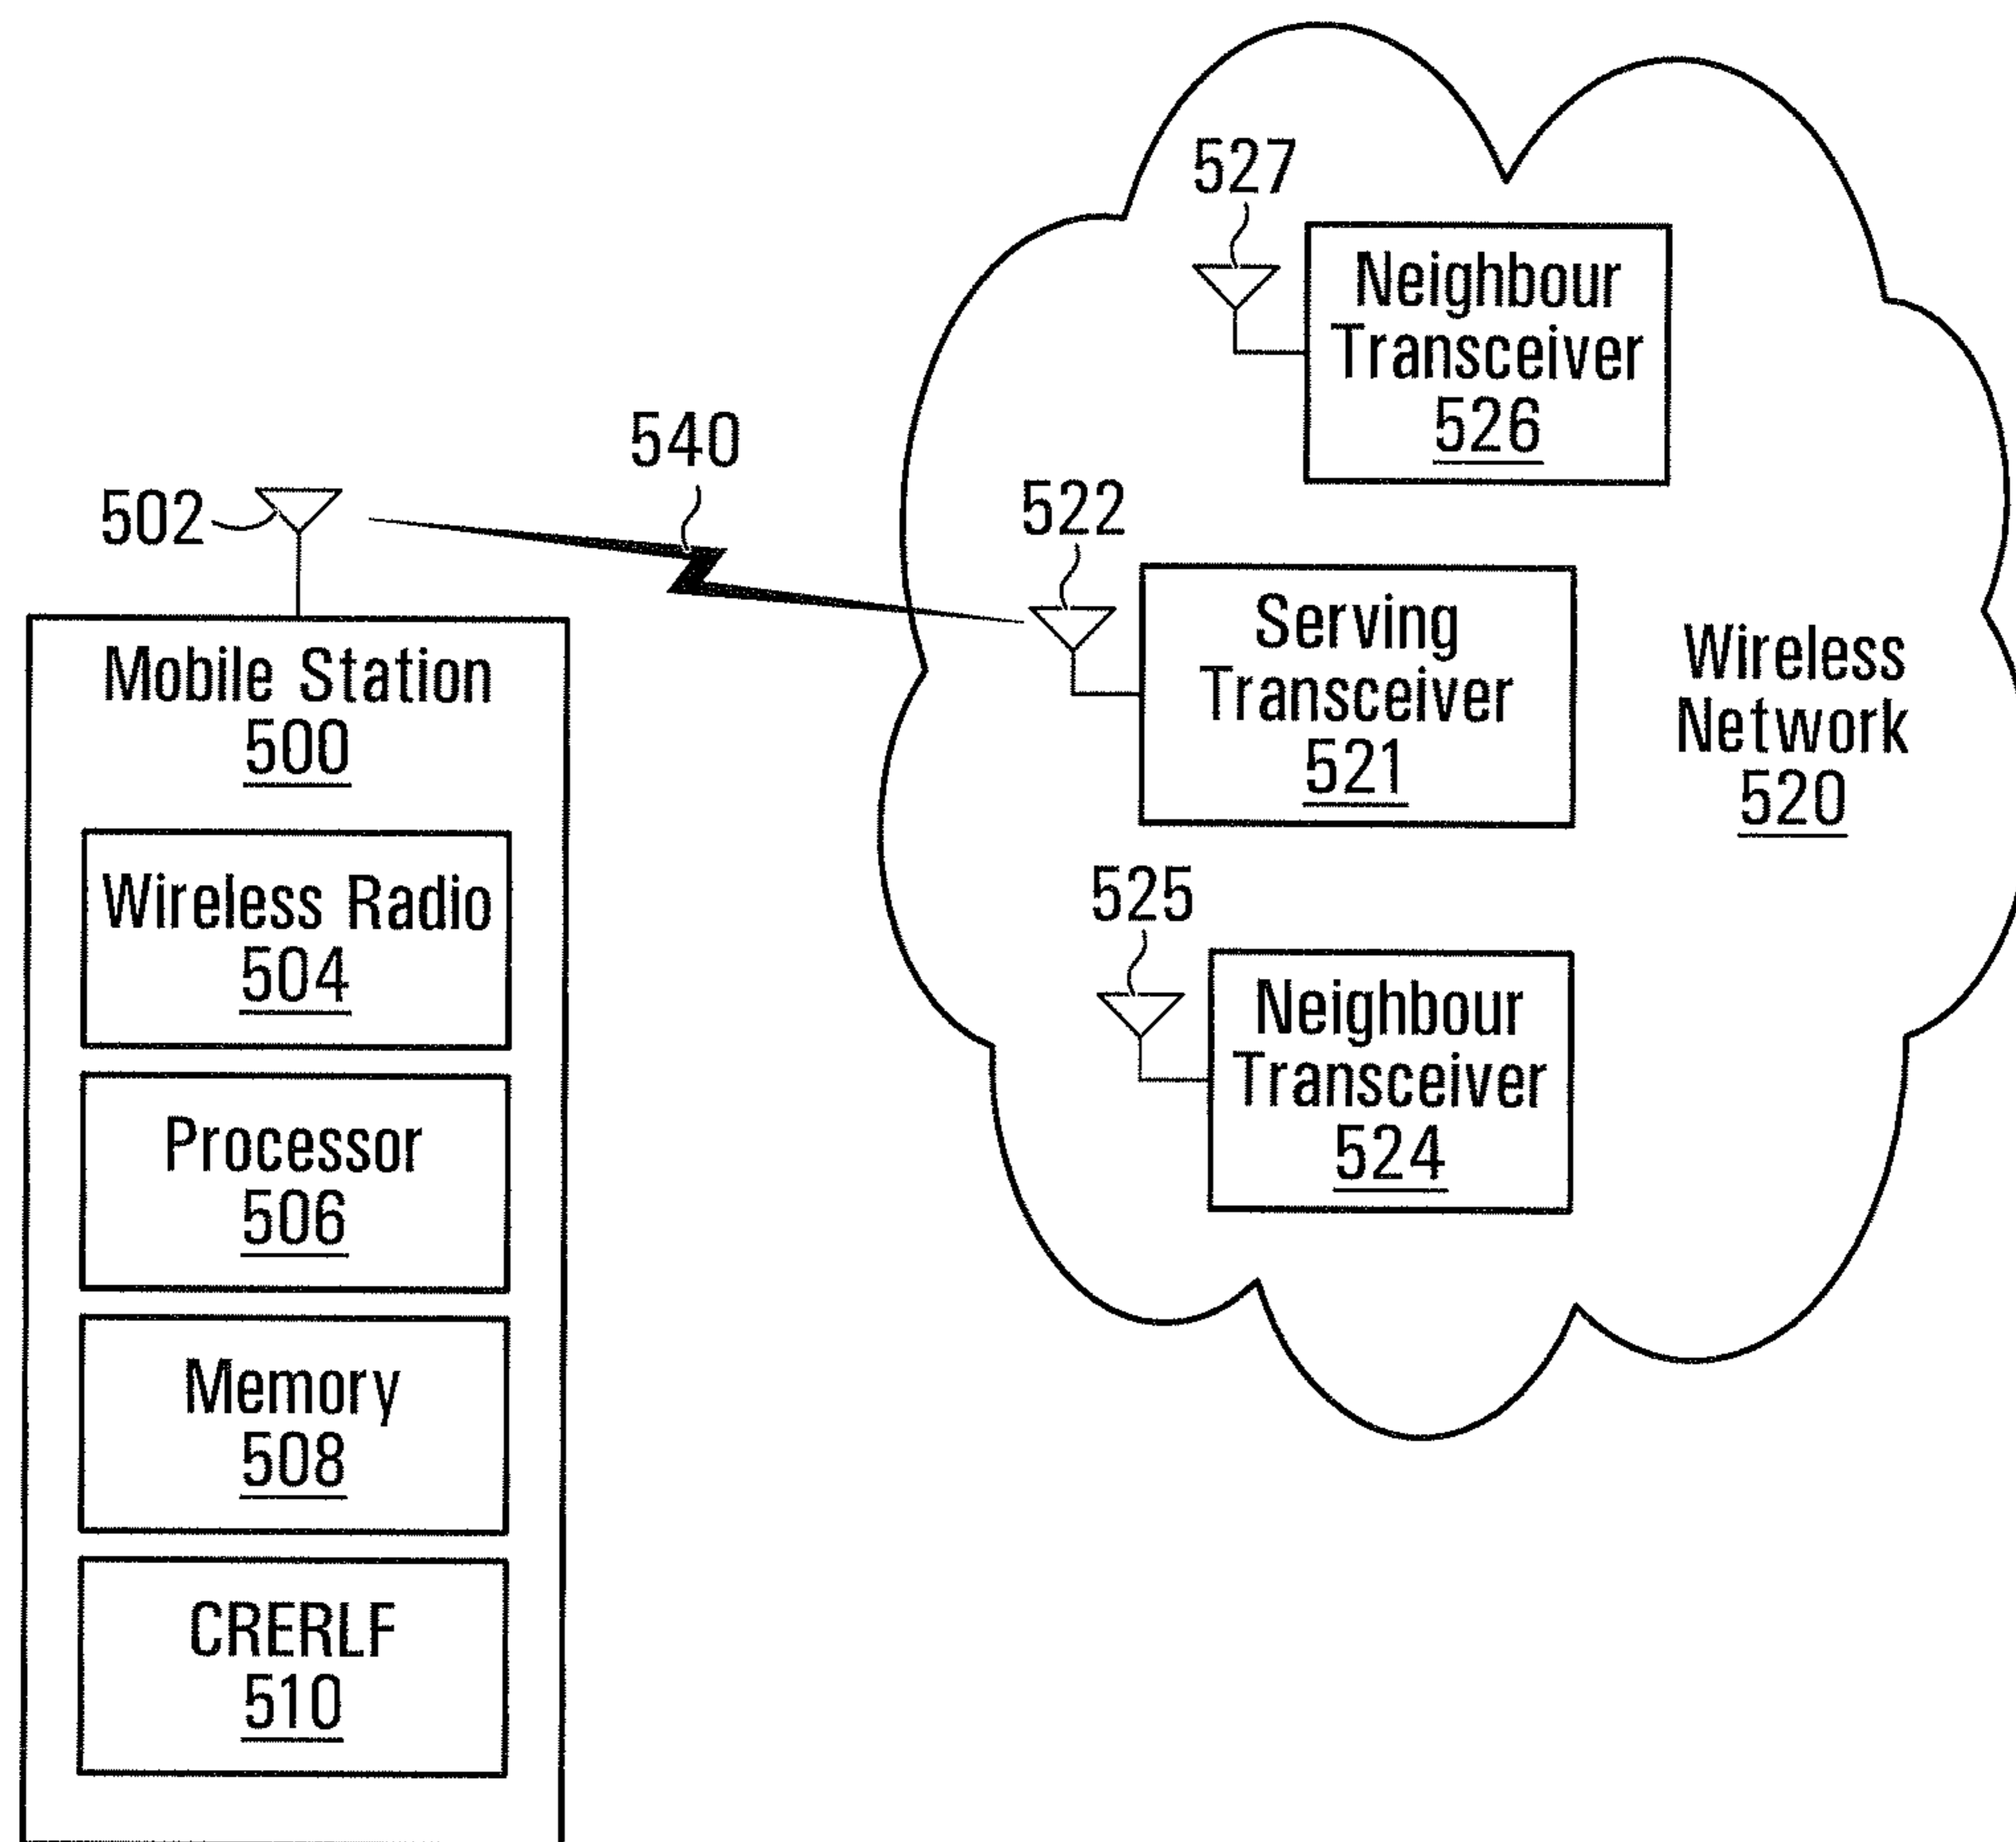 502
Mobile Station
500
Wireless Radio
504
Processor
506
Memory
508
CRERLF
510
540
527
Neighbour
Transceiver
526
522
Serving
Transceiver
521
Wireless
Network
520
525
Neighbour
Transceiver
524